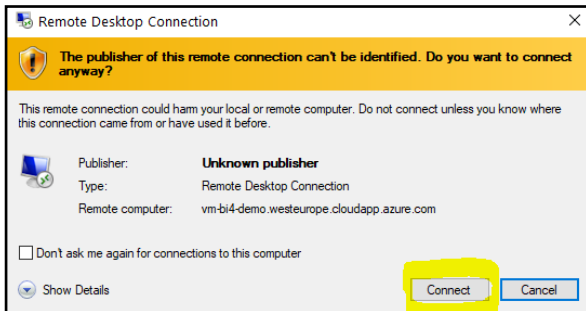 Remote Desktop Connection
The publisher of this remote connection can't be identified. Do you want to connect
anyway?
This remote connection could harm your local or remote computer. Do not connect unless you know where
this connection came from or have used it before.
Publisher: Unknown publisher
Type: Remote Desktop Connection
Remote computer: vm-bi4-demo.westeurope.cloudapp.azure.com
Don't ask me again for connections to this computer
Show Details Connect Cancel